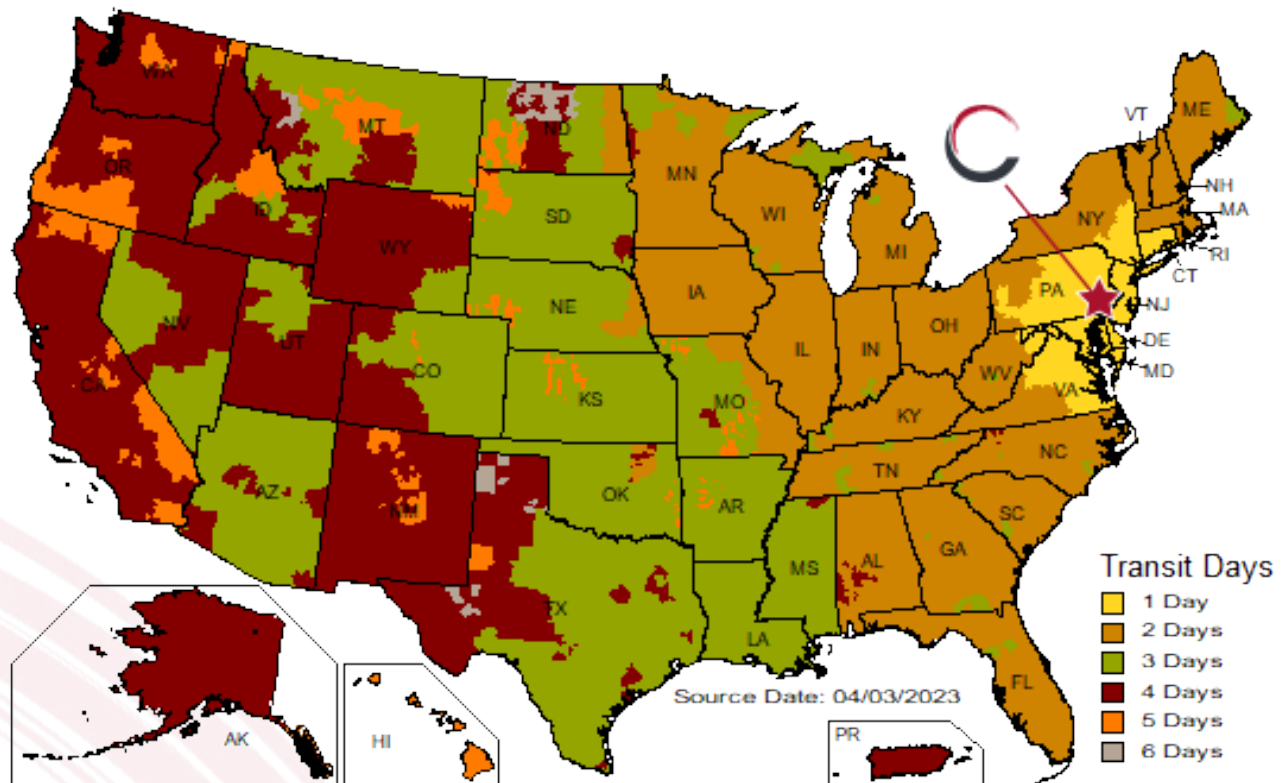 WA
OR
CA
NV
ID
MT
WY
UT
AZ
CO
NM
ND
SD
NE
KS
OK
TX
MN
IA
MO
AR
LA
WI
IL
MS
MI
IN
KY
TN
AL
OH
WV
GA
FL
SC
NC
VA
PA
NY
VT
ME
NH
MA
RI
CT
NJ
DE
MD
AK
HI
PR
Source Date: 04/03/2023
Transit Days
1 Day
2 Days
3 Days
4 Days
5 Days
6 Days